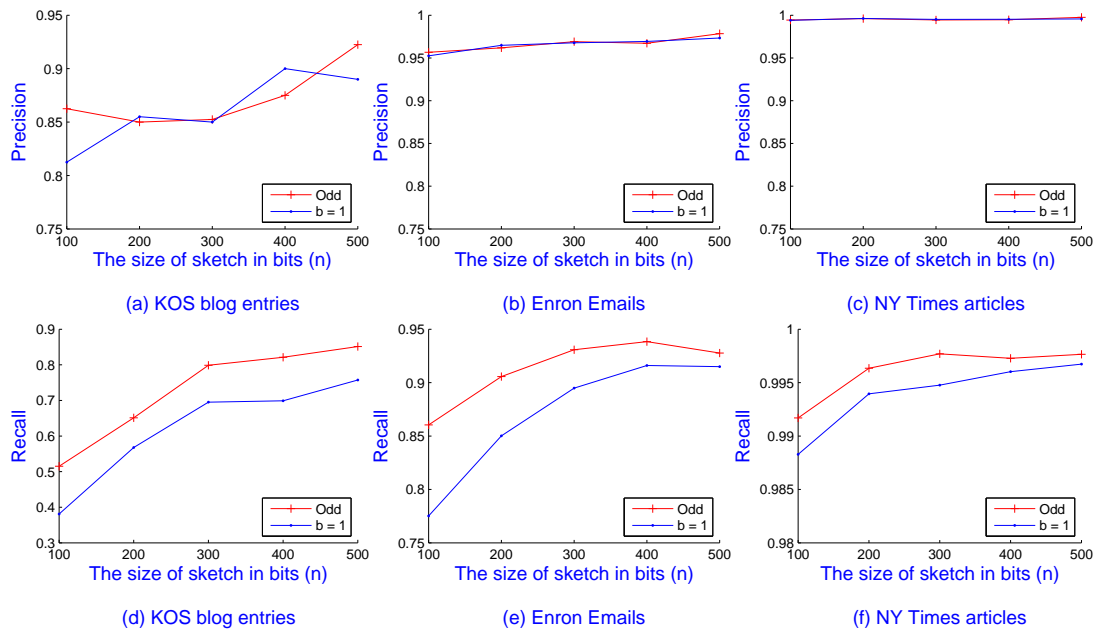 0.95
0.9
0.85
0.8
0.75
Precision
100 200 300 400 500
The size of sketch in bits (n)
Odd
b = 1
(a) KOS blog entries
1
0.95
0.9
0.85
0.8
0.75
Precision
100 200 300 400 500
The size of sketch in bits (n)
Odd
b = 1
(b) Enron Emails
1
0.95
0.9
0.85
0.8
0.75
Precision
100 200 300 400 500
The size of sketch in bits (n)
Odd
b = 1
(c) NY Times articles
0.9
0.8
0.7
0.6
0.5
0.4
0.3
Recall
100 200 300 400 500
The size of sketch in bits (n)
Odd
b = 1
(d) KOS blog entries
0.95
0.9
0.85
0.8
0.75
Recall
100 200 300 400 500
The size of sketch in bits (n)
Odd
b = 1
(e) Enron Emails
1
0.995
0.99
0.985
0.98
Recall
100 200 300 400 500
The size of sketch in bits (n)
Odd
b = 1
(f) NY Times articles